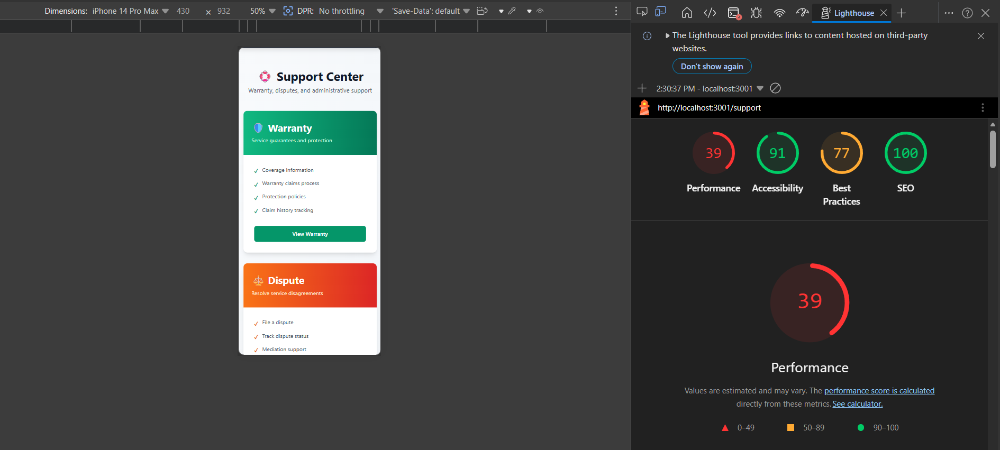 Dimensions: iPhone 14 Pro Max 430 × 932 50% DPR: No throttling 'Save-Data': default
Support Center
Warranty, disputes, and administrative support
Warranty
Service guarantees and protection
✓ Coverage information
✓ Warranty claims process
✓ Protection policies
✓ Claim history tracking
View Warranty
Dispute
Resolve service disagreements
✓ File a dispute
✓ Track dispute status
✓ Mediation support
Lighthouse
The Lighthouse tool provides links to content hosted on third-party
websites.
Don't show again
2:30:37 PM - localhost:3001
http://localhost:3001/support
39 91 77 100
Performance Accessibility Best Practices SEO
39
Performance
Values are estimated and may vary. The performance score is calculated
directly from these metrics. See calculator.
0–49 50–89 90–100